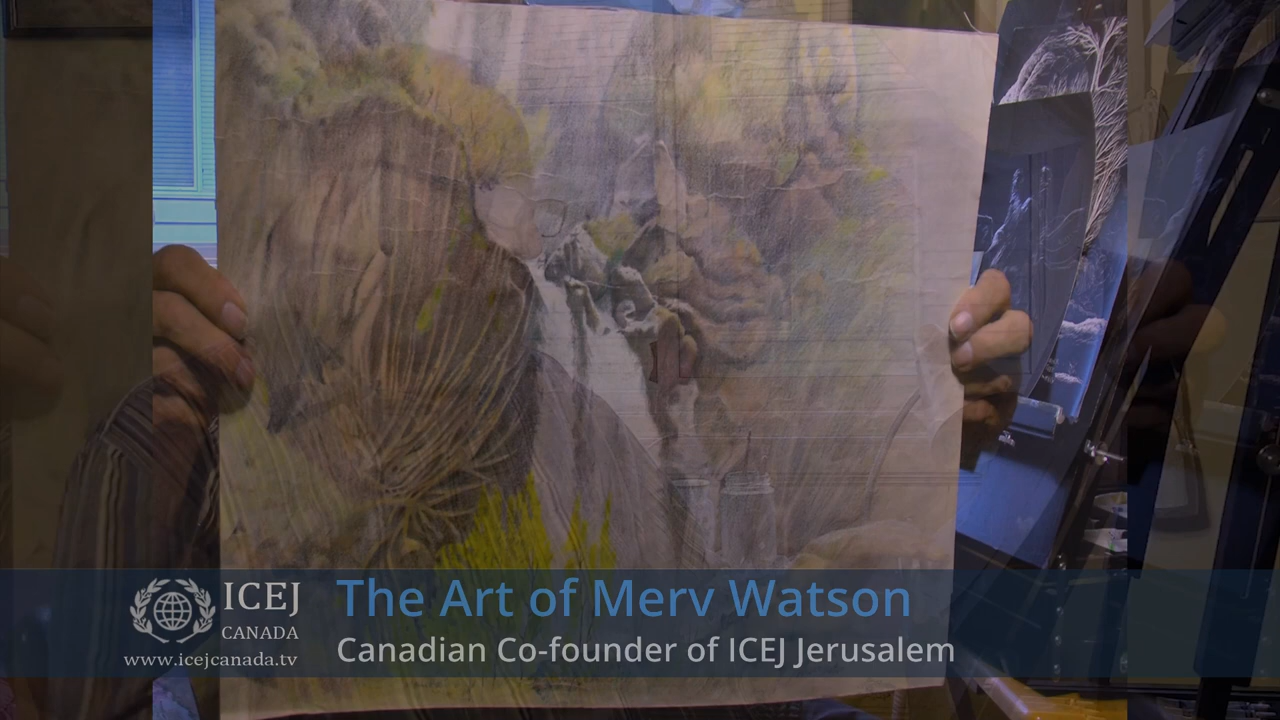 ICEJ
CANADA
www.icejcanada.tv
The Art of Merv Watson
Canadian Co-founder of ICEJ Jerusalem